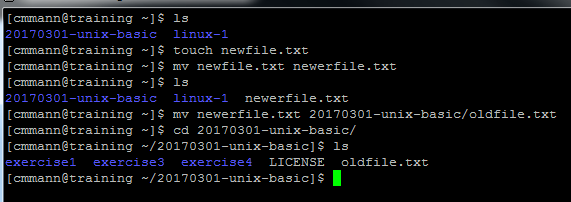 [cmmann@training ~]$ ls
20170301-unix-basic  linux-1
[cmmann@training ~]$ touch newfile.txt
[cmmann@training ~]$ mv newfile.txt newerfile.txt
[cmmann@training ~]$ ls
20170301-unix-basic  linux-1  newerfile.txt
[cmmann@training ~]$ mv newerfile.txt 20170301-unix-basic/oldfile.txt
[cmmann@training ~]$ cd 20170301-unix-basic/
[cmmann@training ~/20170301-unix-basic]$ ls
exercise1  exercise3  exercise4  LICENSE  oldfile.txt
[cmmann@training ~/20170301-unix-basic]$